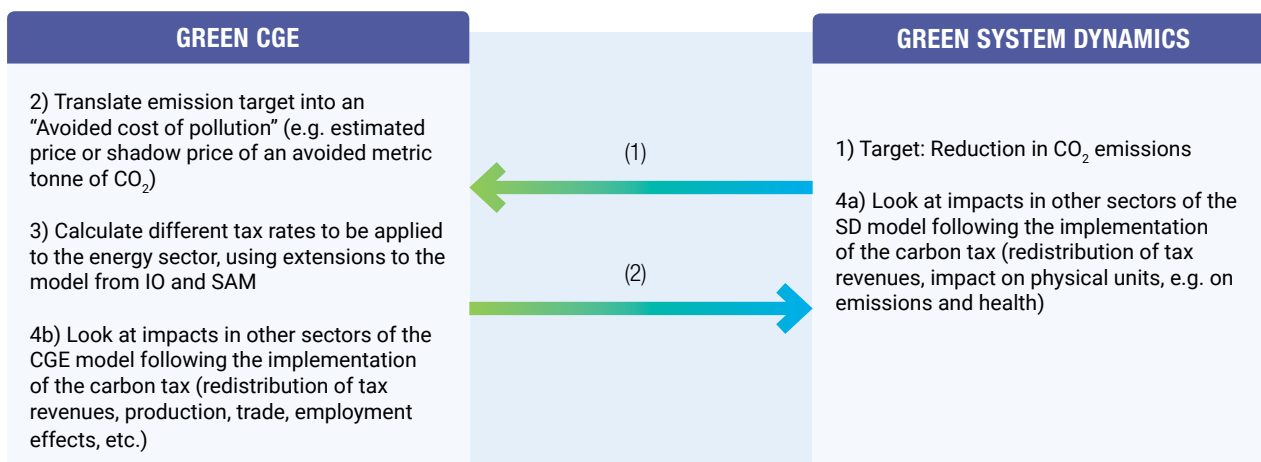 GREEN CGE
2) Translate emission target into an
“Avoided cost of pollution” (e.g. estimated
price or shadow price of an avoided metric
tonne of CO₂)
3) Calculate different tax rates to be applied
to the energy sector, using extensions to the
model from IO and SAM
4b) Look at impacts in other sectors of the
CGE model following the implementation
of the carbon tax (redistribution of tax
revenues, production, trade, employment
effects, etc.)
(1)
(2)
GREEN SYSTEM DYNAMICS
1) Target: Reduction in CO₂ emissions
4a) Look at impacts in other sectors of the
SD model following the implementation
of the carbon tax (redistribution of tax
revenues, impact on physical units, e.g. on
emissions and health)